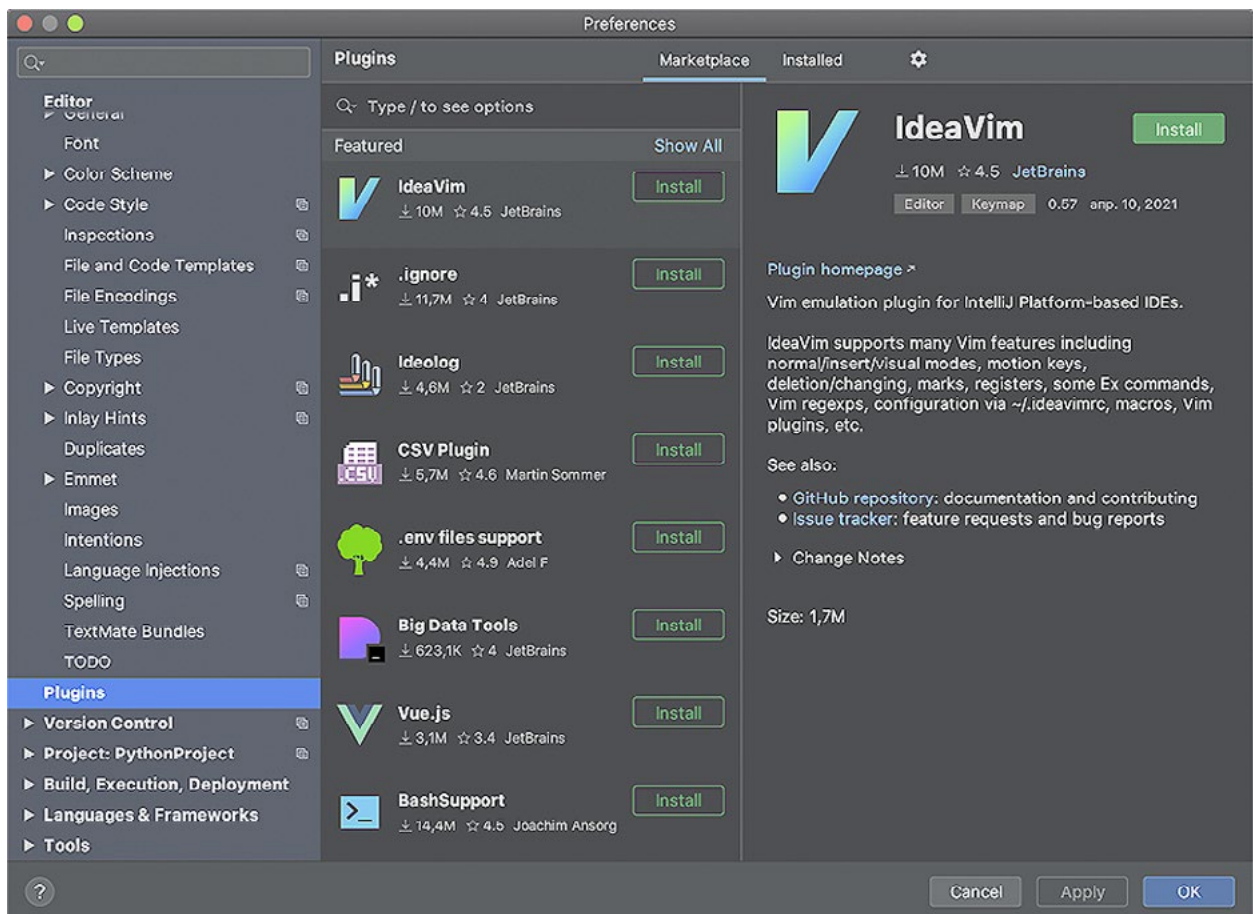 Preferences
Editor
General
Font
Color Scheme
Code Style
Inspections
File and Code Templates
File Encodings
Live Templates
File Types
Copyright
Inlay Hints
Duplicates
Emmet
Images
Intentions
Language Injections
Spelling
TextMate Bundles
TODO
Plugins
Version Control
Project: PythonProject
Build, Execution, Deployment
Languages & Frameworks
Tools
Plugins
Marketplace
Installed
Type / to see options
Featured Show All
IdeaVim Install
10M 4.5 JetBrains
.i*
.ignore Install
11,7M 4 JetBrains
Ideolog Install
4,6M 2 JetBrains
CSV Plugin Install
.CSV
5,7M 4.6 Martin Sommer
.env files support Install
4,4M 4.9 Adel F
Big Data Tools Install
623,1K 4 JetBrains
Vue.js Install
3,1M 3.4 JetBrains
BashSupport Install
14,4M 4.5 Joachim Ansorg
IdeaVim Install
10M 4.5 JetBrains
Editor Keymap 0.57 апр. 10, 2021
Plugin homepage ↗
Vim emulation plugin for IntelliJ Platform-based IDEs.
IdeaVim supports many Vim features including
normal/insert/visual modes, motion keys,
deletion/changing, marks, registers, some Ex commands,
Vim regexps, configuration via ~/.ideavimrc, macros, Vim
plugins, etc.
See also:
• GitHub repository: documentation and contributing
• Issue tracker: feature requests and bug reports
Change Notes
Size: 1,7M
?
Cancel
Apply
OK